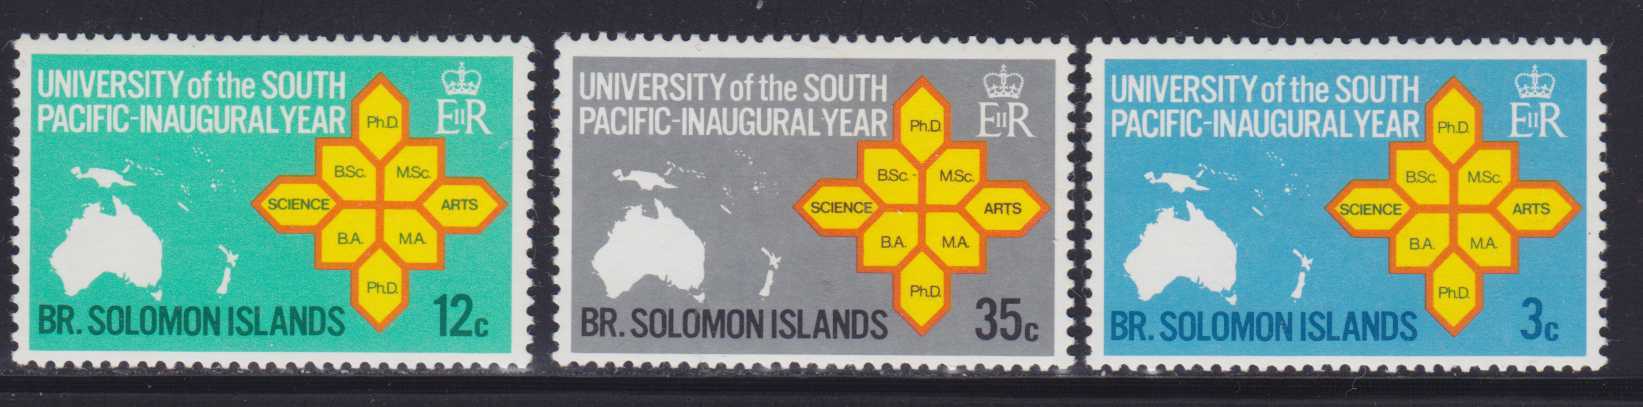 UNIVERSITY of the SOUTH
PACIFIC-INAUGURAL YEAR
EIIR
Ph.D.
B.Sc. M.Sc.
SCIENCE ARTS
B.A. M.A.
Ph.D.
BR. SOLOMON ISLANDS 12c
UNIVERSITY of the SOUTH
PACIFIC-INAUGURAL YEAR
EIIR
Ph.D.
B.Sc. M.Sc.
SCIENCE ARTS
B.A. M.A.
Ph.D.
BR. SOLOMON ISLANDS 35c
UNIVERSITY of the SOUTH
PACIFIC-INAUGURAL YEAR
EIIR
Ph.D.
B.Sc. M.Sc.
SCIENCE ARTS
B.A. M.A.
Ph.D.
BR. SOLOMON ISLANDS 3c